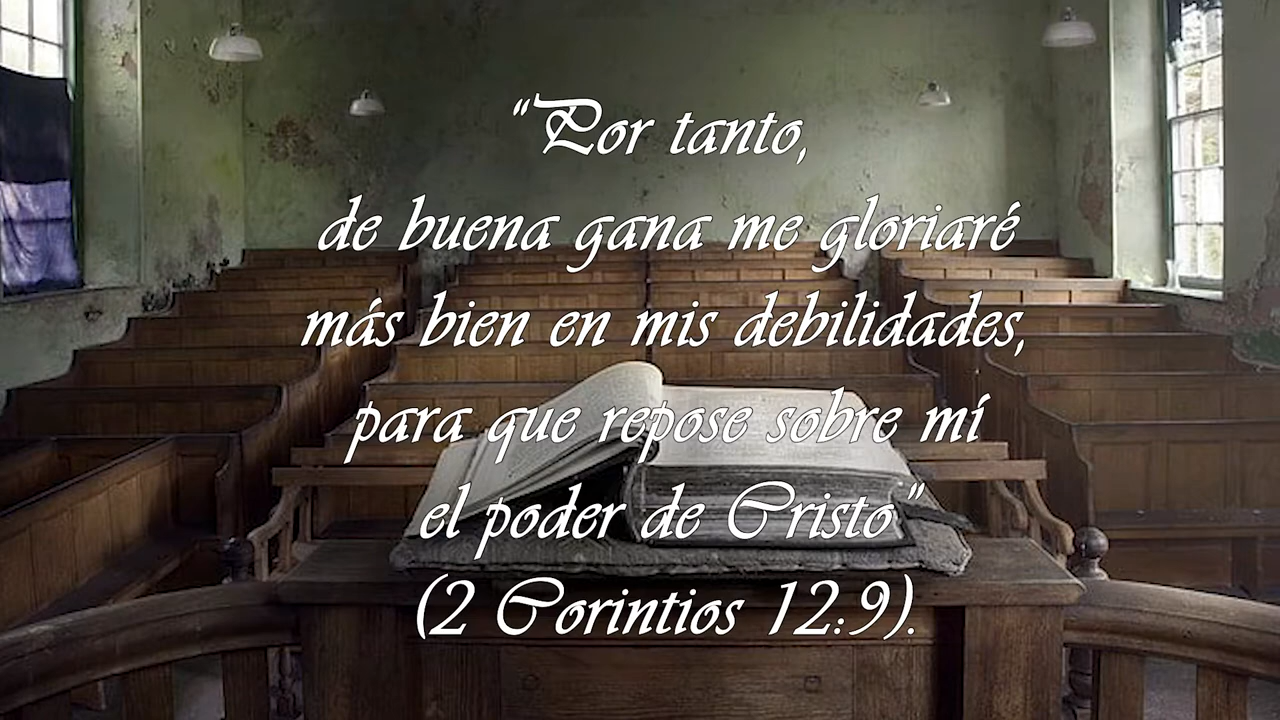 “Por tanto,
de buena gana me gloriaré
más bien en mis debilidades,
para que repose sobre mí
el poder de Cristo”
(2 Corintios 12:9).